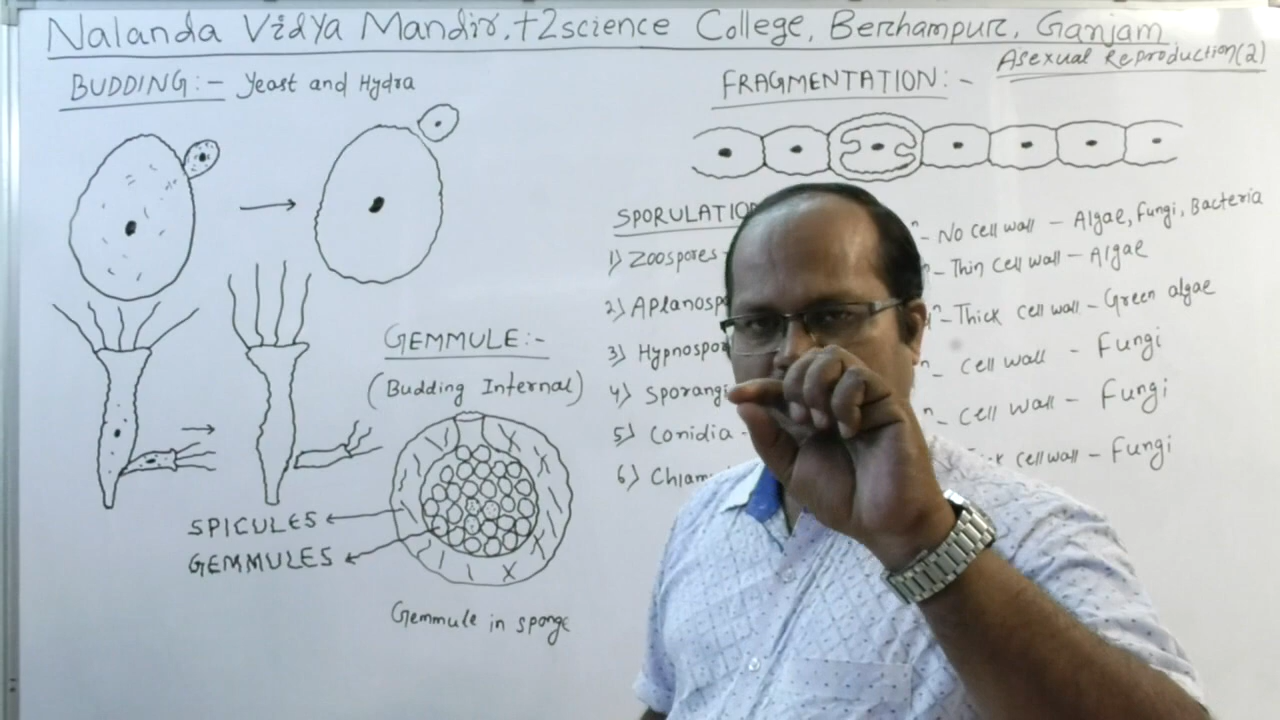 Nalanda Vidya Mandir, +2science College, Berhampur, Ganjam
Asexual Reproduction(2)
BUDDING:- Yeast and Hydra
FRAGMENTATION:-
GEMMULE:-
(Budding Internal)
SPICULES
GEMMULES
Gemmule in sponge
SPORULATIO
1) Zoospores - No cell wall - Algae, Fungi, Bacteria
2) Aplanosp - Thin Cell wall - Algae
3) Hypnospor - Thick cell wall - Green algae
4) Sporangi - Cell wall - Fungi
5) Conidia - - Cell wall - Fungi
6) Chlam cell wall - Fungi